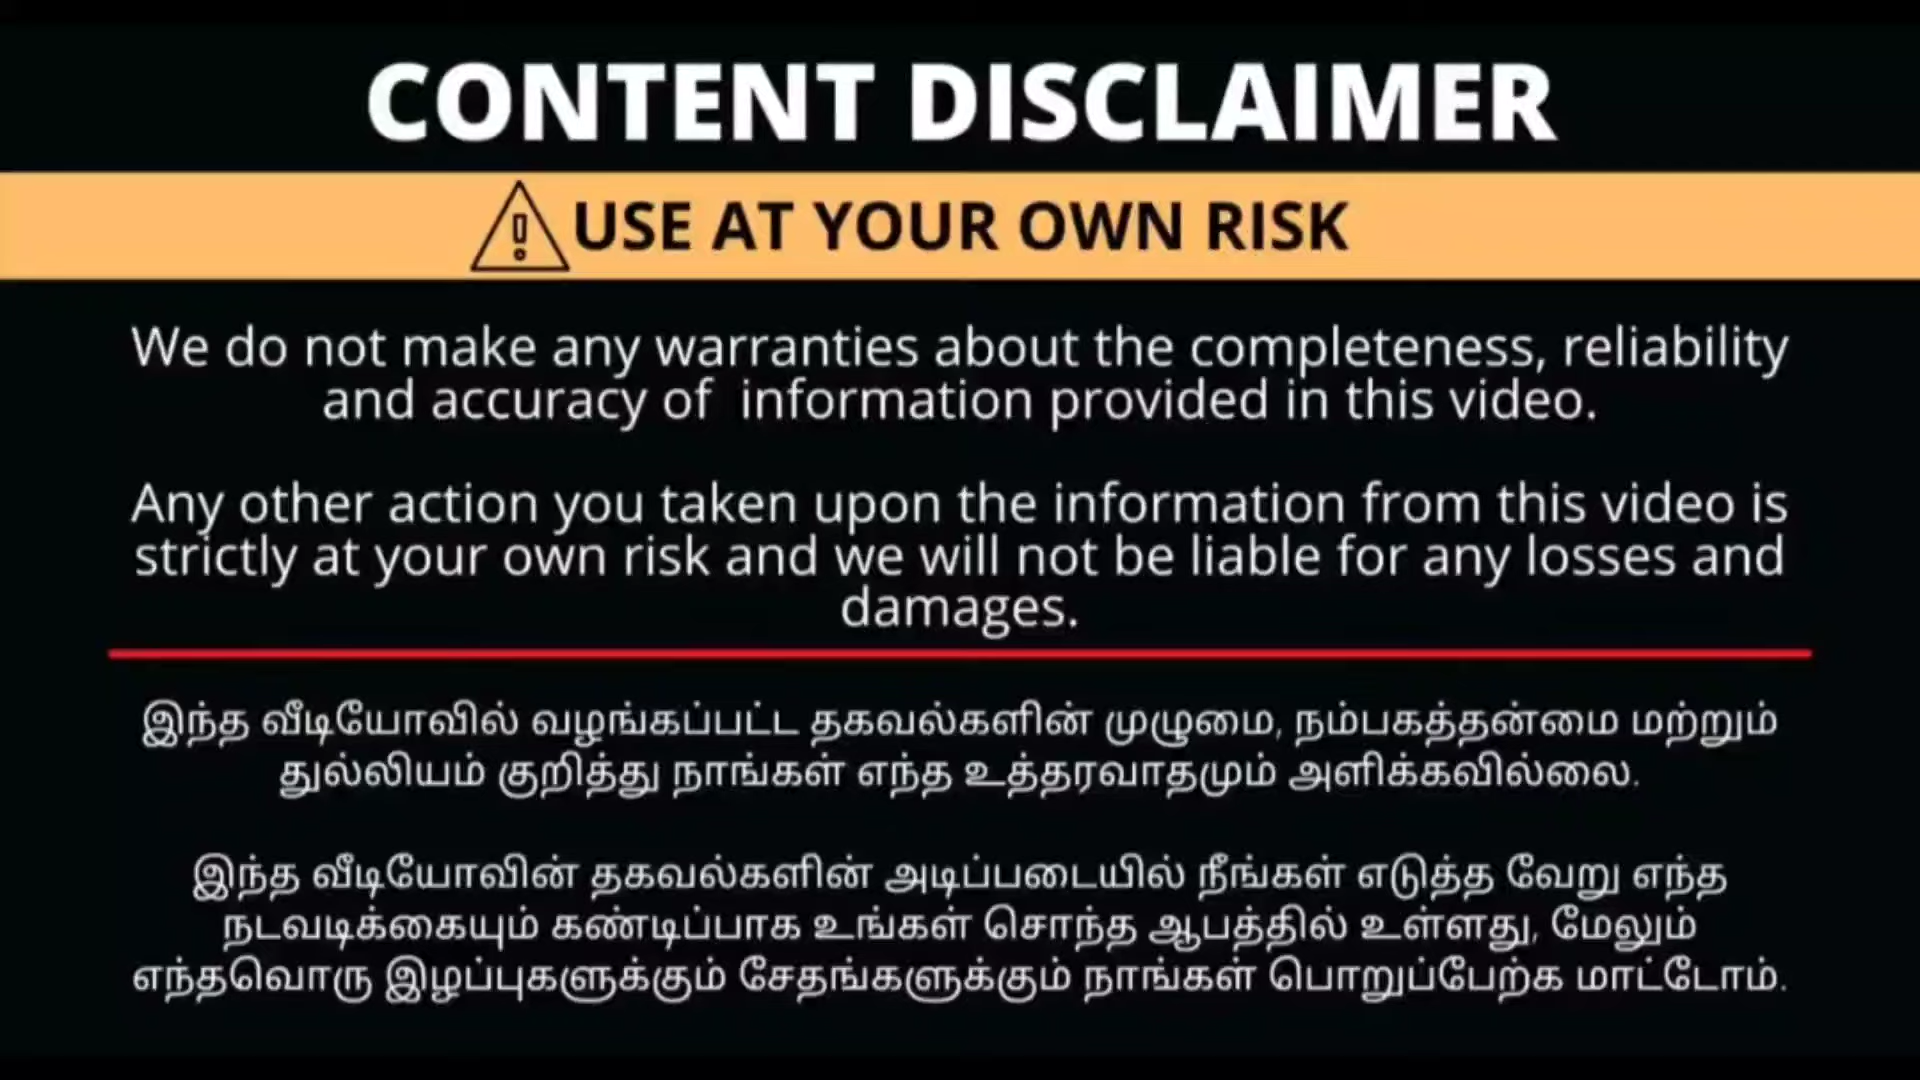 CONTENT DISCLAIMER
USE AT YOUR OWN RISK
We do not make any warranties about the completeness, reliability
and accuracy of information provided in this video.
Any other action you taken upon the information from this video is
strictly at your own risk and we will not be liable for any losses and
damages.
இந்த வீடியோவில் வழங்கப்பட்ட தகவல்களின் முழுமை, நம்பகத்தன்மை மற்றும்
துல்லியம் குறித்து நாங்கள் எந்த உத்தரவாதமும் அளிக்கவில்லை.
இந்த வீடியோவின் தகவல்களின் அடிப்படையில் நீங்கள் எடுத்த வேறு எந்த
நடவடிக்கையும் கண்டிப்பாக உங்கள் சொந்த ஆபத்தில் உள்ளது, மேலும்
எந்தவொரு இழப்புகளுக்கும் சேதங்களுக்கும் நாங்கள் பொறுப்பேற்க மாட்டோம்.